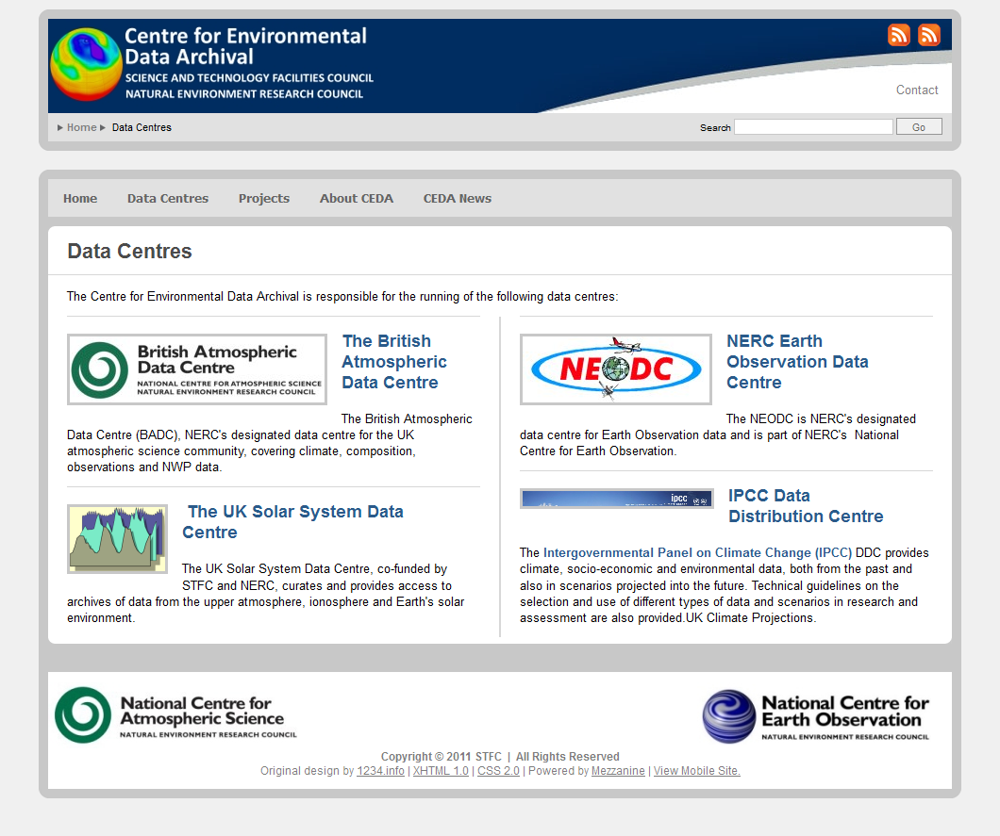 Centre for Environmental
Data Archival
SCIENCE AND TECHNOLOGY FACILITIES COUNCIL
NATURAL ENVIRONMENT RESEARCH COUNCIL
Contact
Home Data Centres
Search Go
Home Data Centres Projects About CEDA CEDA News
Data Centres
The Centre for Environmental Data Archival is responsible for the running of the following data centres:
British Atmospheric
Data Centre
NATIONAL CENTRE FOR ATMOSPHERIC SCIENCE
NATURAL ENVIRONMENT RESEARCH COUNCIL
The British
Atmospheric
Data Centre
The British Atmospheric
Data Centre (BADC), NERC's designated data centre for the UK
atmospheric science community, covering climate, composition,
observations and NWP data.
The UK Solar System Data
Centre
The UK Solar System Data Centre, co-funded by
STFC and NERC, curates and provides access to
archives of data from the upper atmosphere, ionosphere and Earth's solar
environment.
NEODC
NERC Earth
Observation Data
Centre
The NEODC is NERC's designated
data centre for Earth Observation data and is part of NERC's  National
Centre for Earth Observation.
ipcc
IPCC Data
Distribution Centre
The Intergovernmental Panel on Climate Change (IPCC) DDC provides
climate, socio-economic and environmental data, both from the past and
also in scenarios projected into the future. Technical guidelines on the
selection and use of different types of data and scenarios in research and
assessment are also provided.UK Climate Projections.
National Centre for
Atmospheric Science
NATURAL ENVIRONMENT RESEARCH COUNCIL
National Centre for
Earth Observation
NATURAL ENVIRONMENT RESEARCH COUNCIL
Copyright © 2011 STFC | All Rights Reserved
Original design by 1234.info | XHTML 1.0 | CSS 2.0 | Powered by Mezzanine | View Mobile Site.